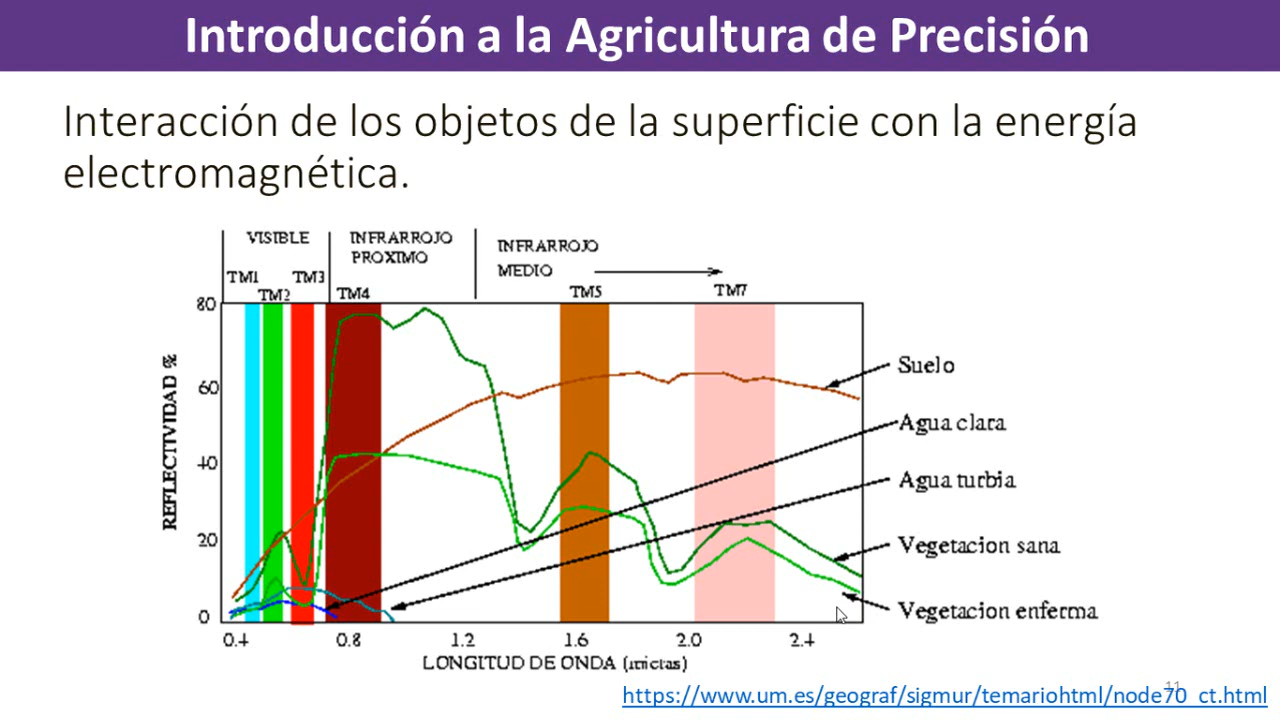 Introducción a la Agricultura de Precisión
Interacción de los objetos de la superficie con la energía
electromagnética.
VISIBLE
INFRARROJO
PROXIMO
INFRARROJO
MEDIO
TM1
TM2
TM3
TM4
TM5
TM7
80
60
40
20
0
REFLECTIVIDAD %
0.4
0.8
1.2
1.6
2.0
2.4
LONGITUD DE ONDA (micras)
Suelo
Agua clara
Agua turbia
Vegetacion sana
Vegetacion enferma
11
https://www.um.es/geograf/sigmur/temariohtml/node70_ct.html